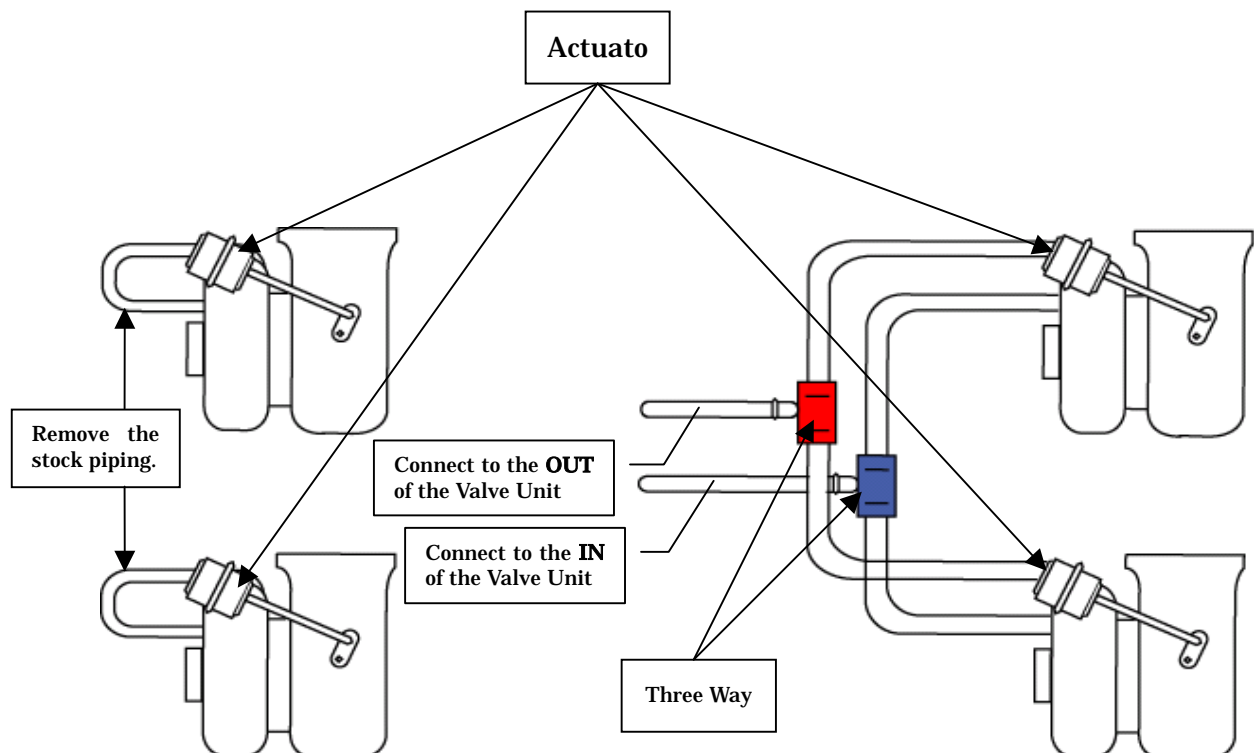 Actuato
Remove the
stock piping.
Connect to the OUT
of the Valve Unit
Connect to the IN
of the Valve Unit
Three Way